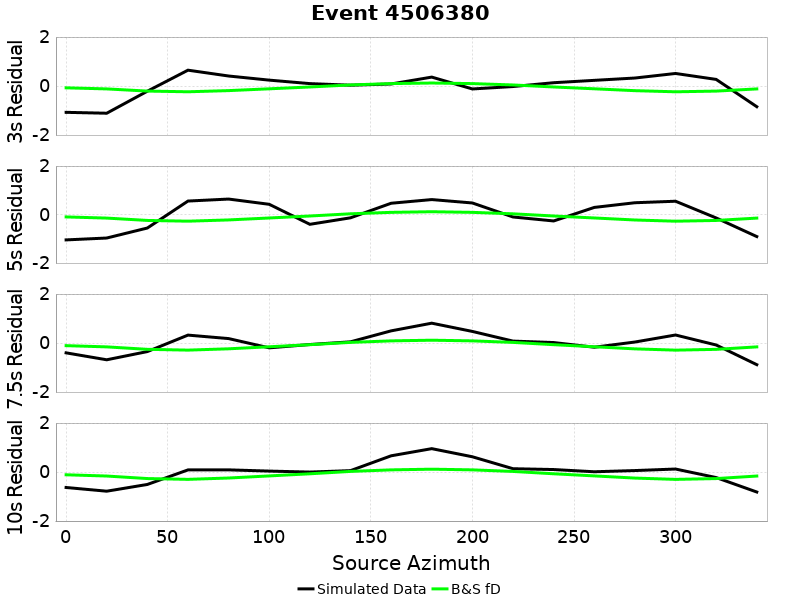 Event 4506380
3s Residual
2
0
-2
5s Residual
2
0
-2
7.5s Residual
2
0
-2
10s Residual
2
0
-2
0 50 100 150 200 250 300
Source Azimuth
Simulated Data B&S fD